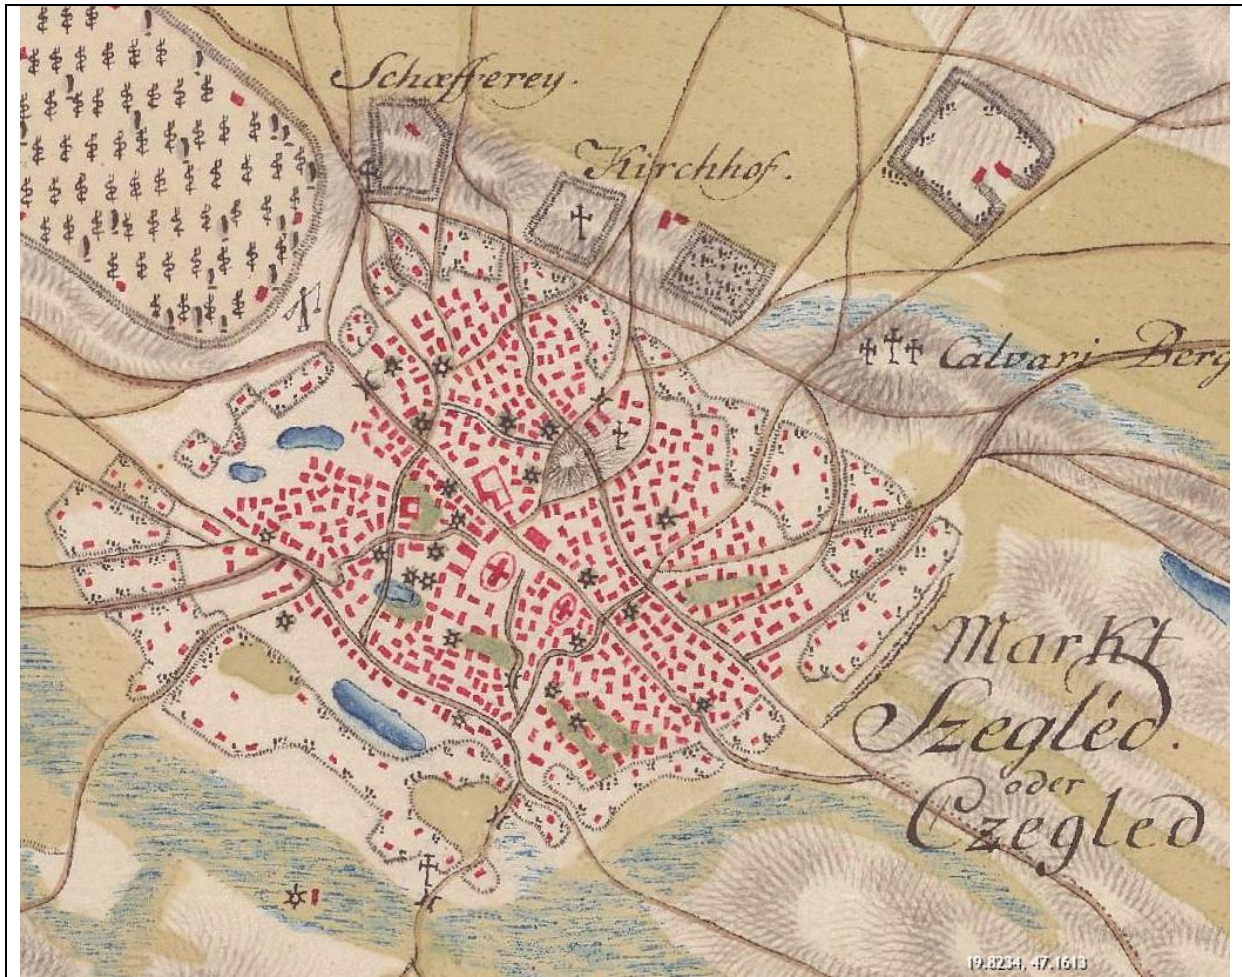 Schæfferey.
Kirchhof.
Calvari Berg
Markt
Szegléd.
oder
Czegled
19.8234, 47.1613